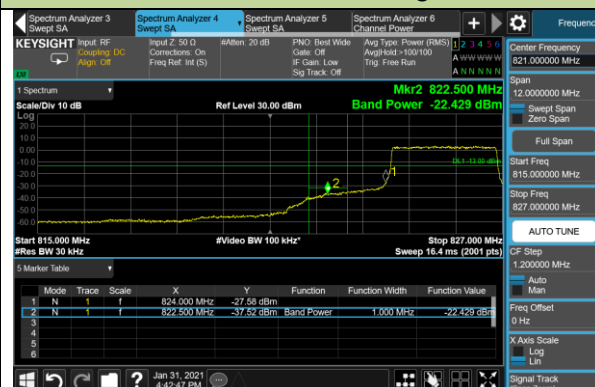 Spectrum Analyzer 3
Swept SA
Spectrum Analyzer 4
Swept SA
Spectrum Analyzer 5
Swept SA
Spectrum Analyzer 6
Channel Power
Frequenc
KEYSIGHT
Input: RF
Coupling: DC
Align: Off
Input Z: 50 Ω
Corrections: On
Freq Ref: Int (S)
#Atten: 20 dB
PNO: Best Wide
Gate: Off
IF Gain: Low
Sig Track: Off
Avg Type: Power (RMS)
Avg|Hold:>100/100
Trig: Free Run
1 2 3 4 5 6
A W W W W W
A N N N N N
LXI
1 Spectrum
Scale/Div 10 dB
Ref Level 30.00 dBm
Mkr2 822.500 MHz
Band Power -22.429 dBm
Log
20.0
10.0
0.00
-10.0
-20.0
-30.0
-40.0
-50.0
-60.0
DL1 -13.00 dBm
1
2
Start 815.000 MHz
#Res BW 30 kHz
#Video BW 100 kHz*
Stop 827.000 MHz
Sweep 16.4 ms (2001 pts)
5 Marker Table
Mode Trace Scale X Y Function Function Width Function Value
1 N 1 f 824.000 MHz -27.58 dBm
2 N 1 f 822.500 MHz -37.52 dBm Band Power 1.000 MHz -22.429 dBm
3
4
5
6
Jan 31, 2021
4:42:47 PM
Center Frequency
821.000000 MHz
Span
12.0000000 MHz
Swept Span
Zero Span
Full Span
Start Freq
815.000000 MHz
Stop Freq
827.000000 MHz
AUTO TUNE
CF Step
1.200000 MHz
Auto
Man
Freq Offset
0 Hz
X Axis Scale
Log
Lin
Signal Track